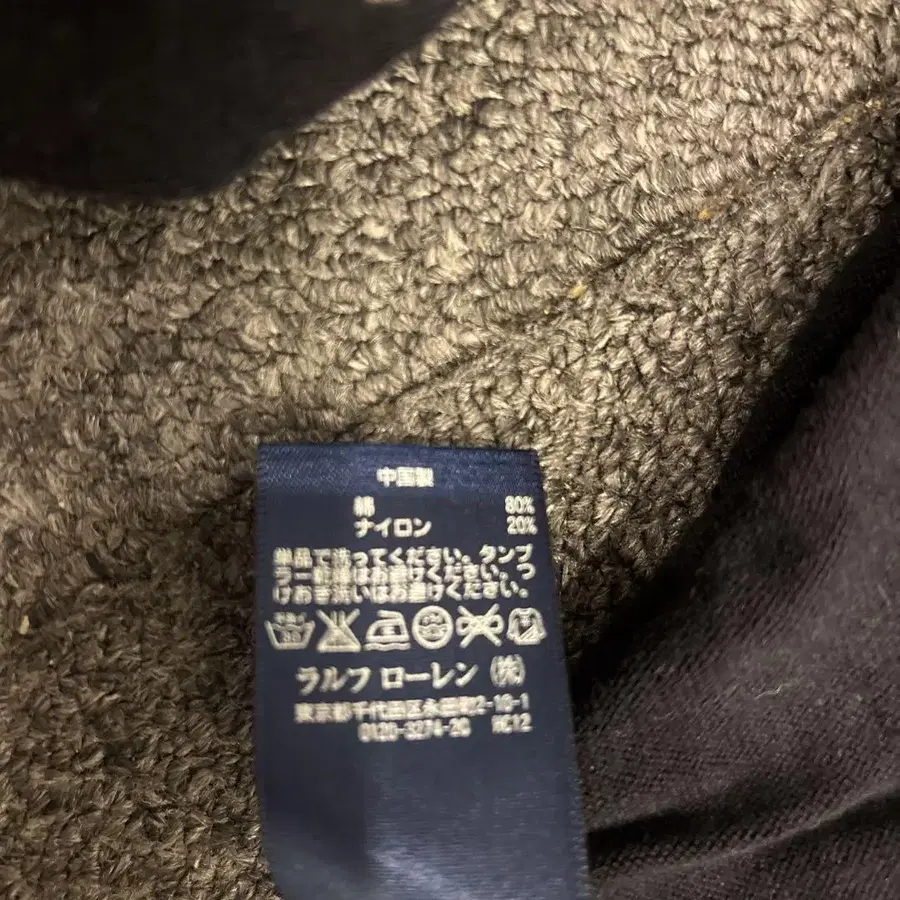 中国製
綿 80%
ナイロン 20%
単品で洗ってください。タンブ
ラー乾燥はお避けください。つ
けおき洗いはお避けください。
ラルフ ローレン (株)
東京都千代田区永田町2-10-1
0120-3274-20